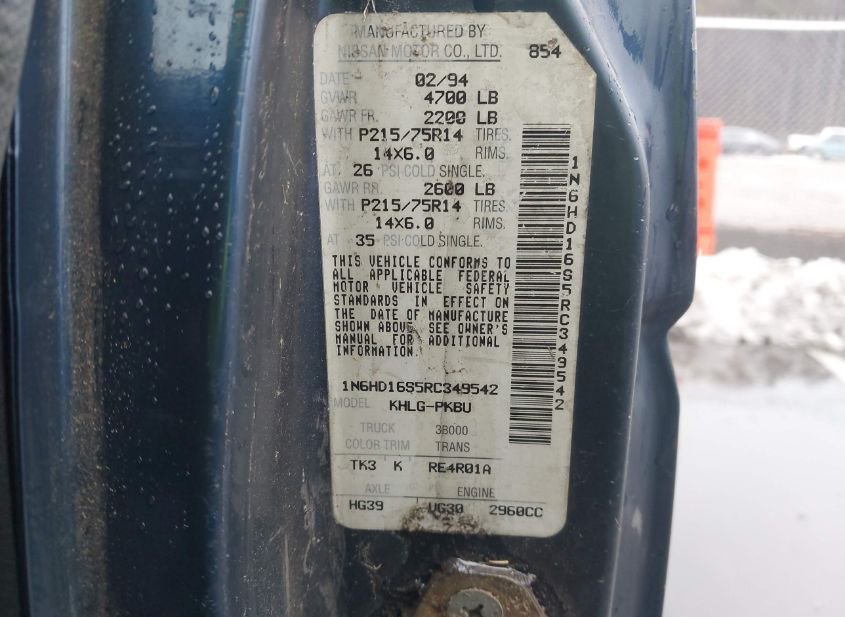 MANUFACTURED BY
NISSAN MOTOR CO., LTD. 854
DATE 02/94
GVWR 4700 LB
GAWR FR. 2200 LB
WITH P215/75R14 TIRES.
14X6.0 RIMS.
AT. 26 PSI COLD SINGLE.
GAWR RR. 2600 LB
WITH P215/75R14 TIRES.
14X6.0 RIMS.
AT 35 PSI COLD SINGLE.
THIS VEHICLE CONFORMS TO
ALL APPLICABLE FEDERAL
MOTOR VEHICLE SAFETY
STANDARDS IN EFFECT ON
THE DATE OF MANUFACTURE
SHOWN ABOVE. SEE OWNER'S
MANUAL FOR ADDITIONAL
INFORMATION.
1N6HD16S5RC349542
MODEL KHLG-PKBU
TRUCK 38000
COLOR TRIM TRANS
TK3 K RE4R01A
AXLE ENGINE
HG39 VG30 2960CC
1N6HD16S5RC349542